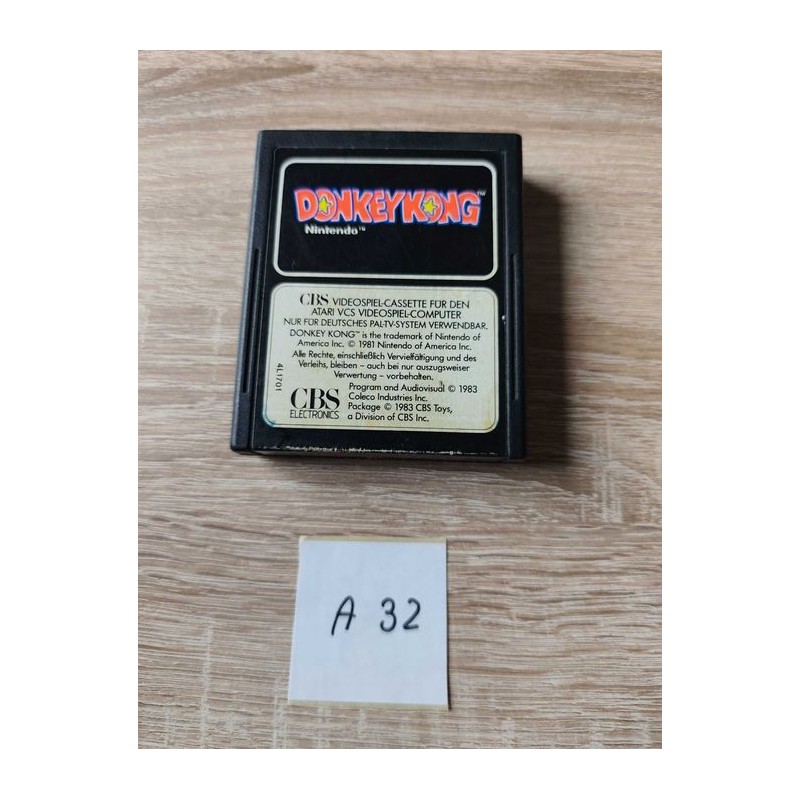 DONKEY KONG™
Nintendo™
CBS VIDEOSPIEL-CASSETTE FÜR DEN
ATARI VCS VIDEOSPIEL-COMPUTER
NUR FÜR DEUTSCHES PAL-TV-SYSTEM VERWENDBAR.
DONKEY KONG™ is the trademark of Nintendo of
America Inc. © 1981 Nintendo of America Inc.
Alle Rechte, einschließlich Vervielfältigung und des
Verleihs, bleiben – auch bei nur auszugsweiser
Verwertung – vorbehalten.
Program and Audiovisual © 1983
Coleco Industries Inc.
Package © 1983 CBS Toys,
a Division of CBS Inc.
CBS
ELECTRONICS
4L1701
A 32